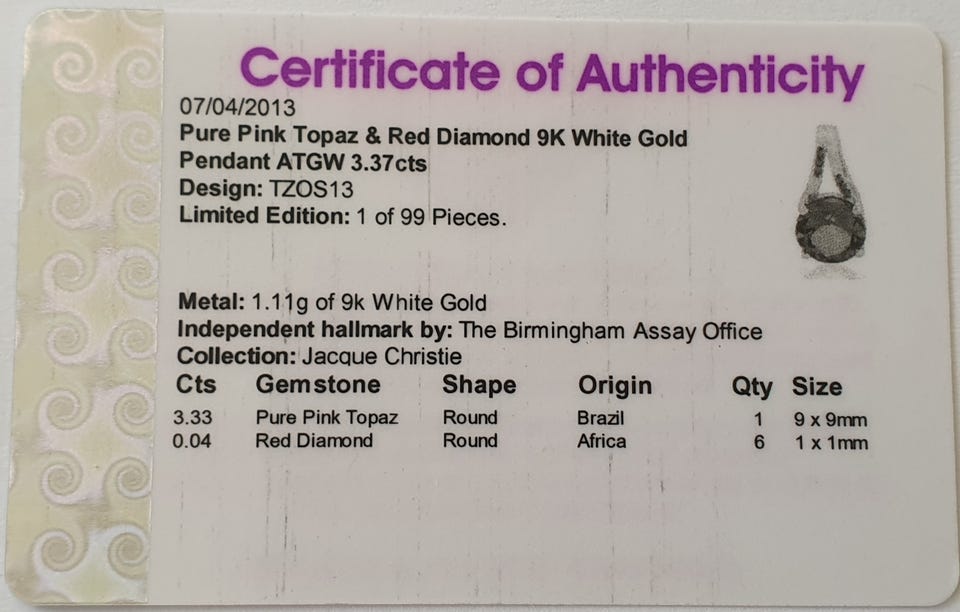 Certificate of Authenticity
07/04/2013
Pure Pink Topaz & Red Diamond 9K White Gold
Pendant ATGW 3.37cts
Design: TZOS13
Limited Edition: 1 of 99 Pieces.
Metal: 1.11g of 9k White Gold
Independent hallmark by: The Birmingham Assay Office
Collection: Jacque Christie
Cts Gemstone Shape Origin Qty Size
3.33 Pure Pink Topaz Round Brazil 1 9 x 9mm
0.04 Red Diamond Round Africa 6 1 x 1mm